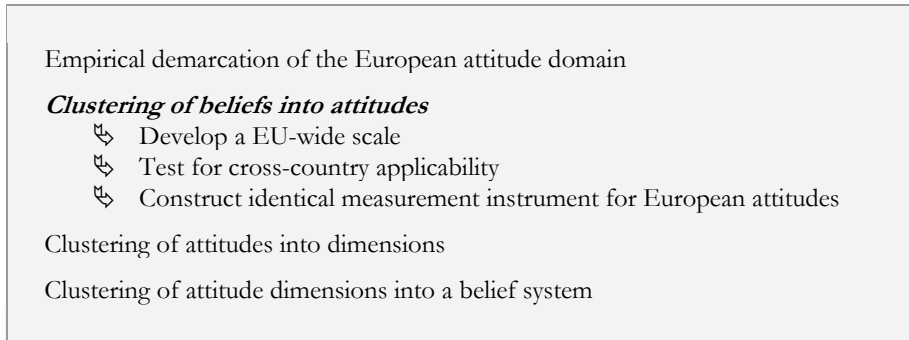 Empirical demarcation of the European attitude domain
Clustering of beliefs into attitudes
Develop a EU-wide scale
Test for cross-country applicability
Construct identical measurement instrument for European attitudes
Clustering of attitudes into dimensions
Clustering of attitude dimensions into a belief system